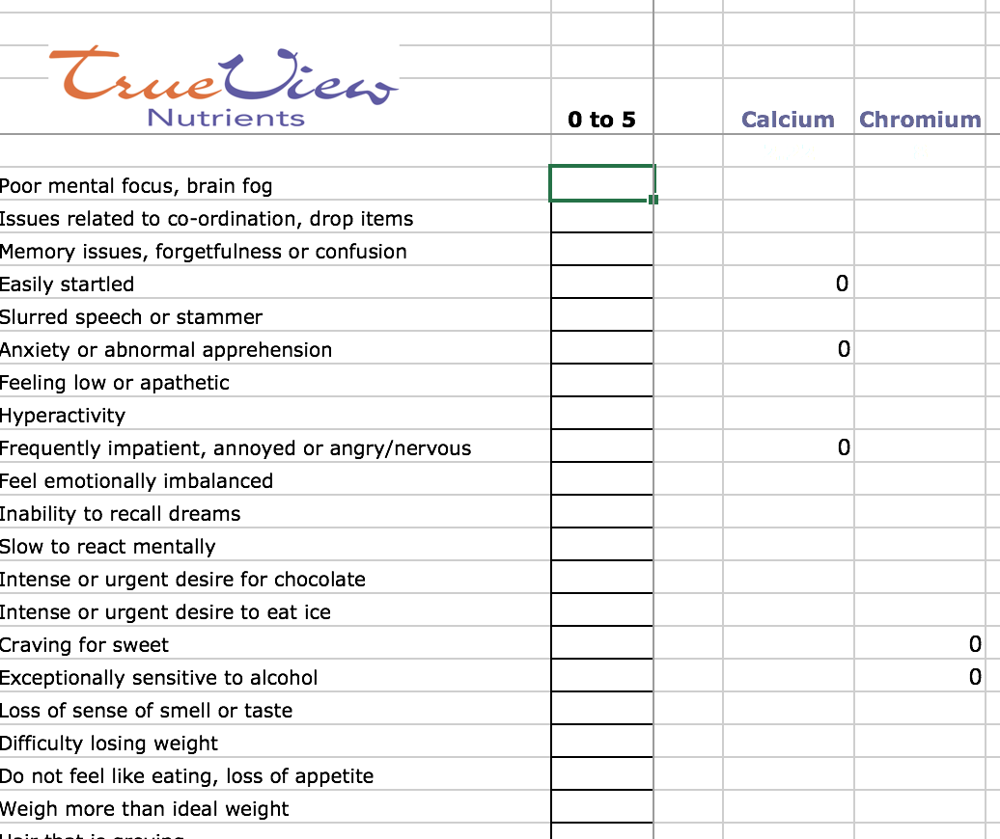 TrueView
Nutrients
0 to 5 Calcium Chromium
Poor mental focus, brain fog
Issues related to co-ordination, drop items
Memory issues, forgetfulness or confusion
Easily startled 0
Slurred speech or stammer
Anxiety or abnormal apprehension 0
Feeling low or apathetic
Hyperactivity
Frequently impatient, annoyed or angry/nervous 0
Feel emotionally imbalanced
Inability to recall dreams
Slow to react mentally
Intense or urgent desire for chocolate
Intense or urgent desire to eat ice
Craving for sweet 0
Exceptionally sensitive to alcohol 0
Loss of sense of smell or taste
Difficulty losing weight
Do not feel like eating, loss of appetite
Weigh more than ideal weight
Hair that is graying